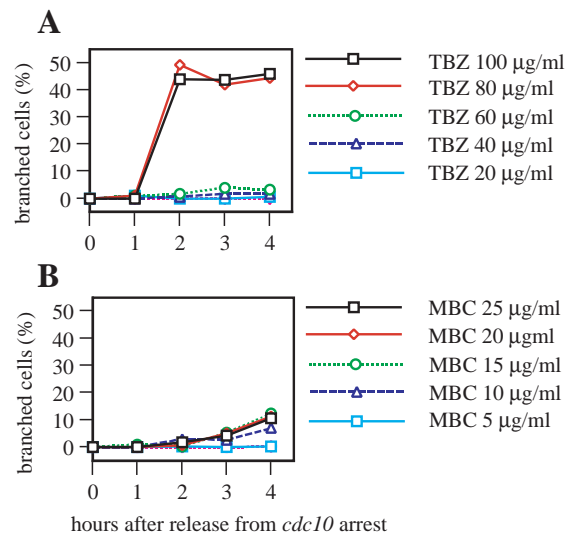 A
branched cells (%)
50
40
30
20
10
0
0 1 2 3 4
TBZ 100 μg/ml
TBZ 80 μg/ml
TBZ 60 μg/ml
TBZ 40 μg/ml
TBZ 20 μg/ml
B
branched cells (%)
50
40
30
20
10
0
0 1 2 3 4
MBC 25 μg/ml
MBC 20 μgml
MBC 15 μg/ml
MBC 10 μg/ml
MBC 5 μg/ml
hours after release from cdc10 arrest